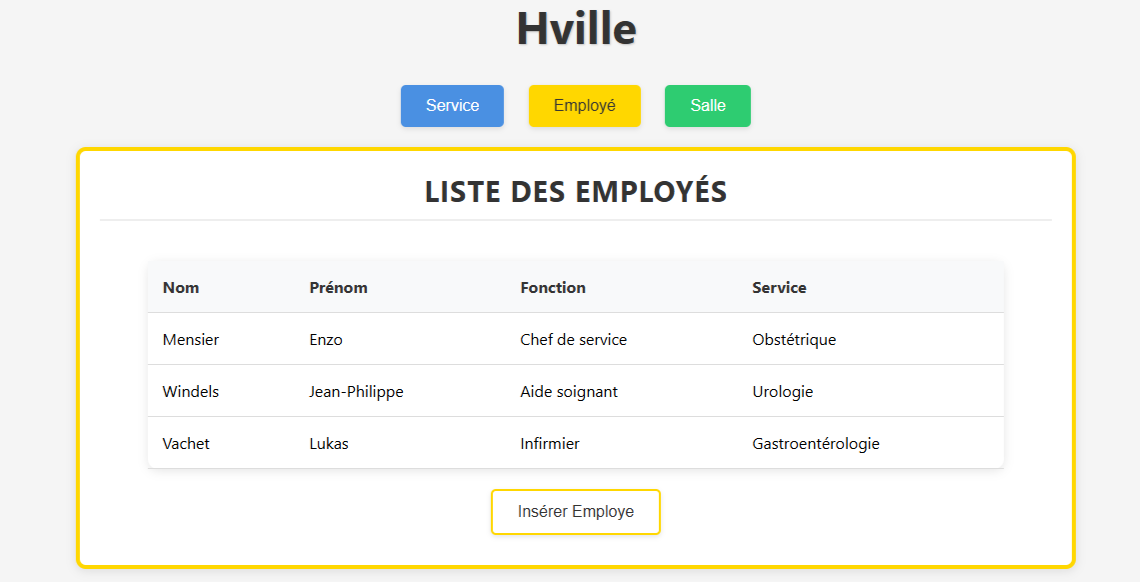 Hville
Service Employé Salle
LISTE DES EMPLOYÉS
Nom Prénom Fonction Service
Mensier Enzo Chef de service Obstétrique
Windels Jean-Philippe Aide soignant Urologie
Vachet Lukas Infirmier Gastroentérologie
Insérer Employe